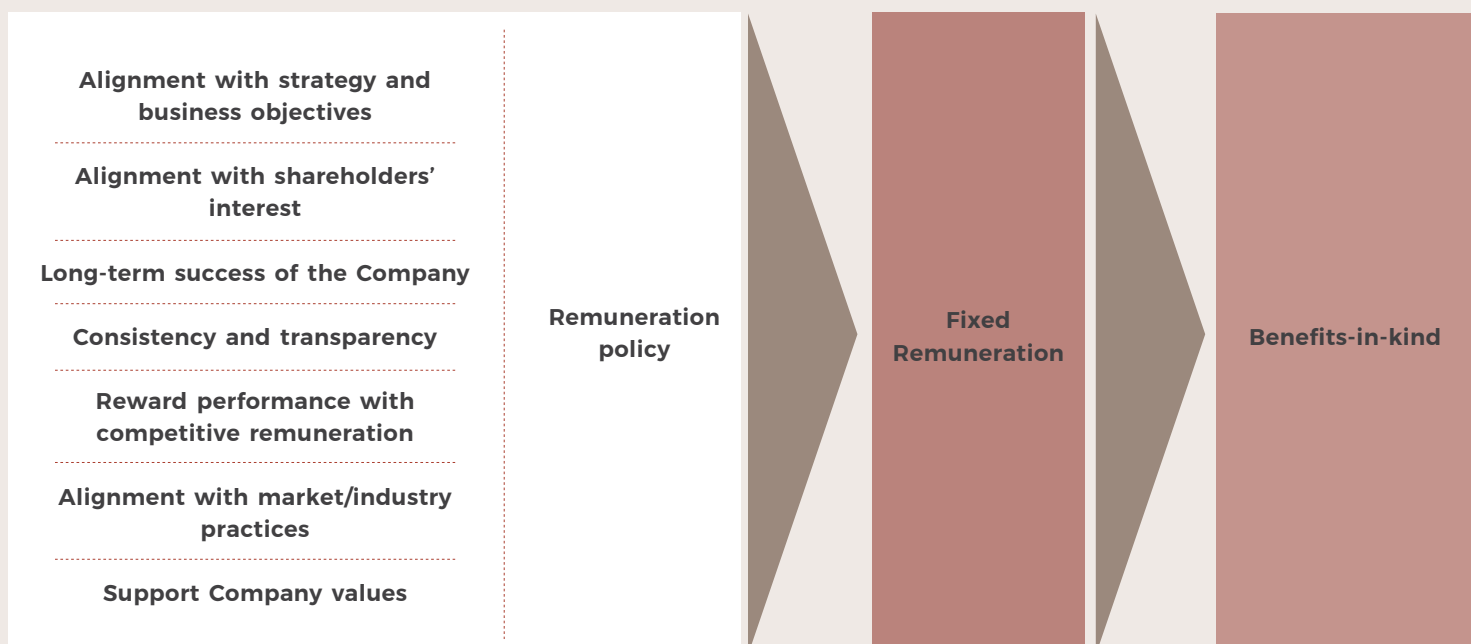 Alignment with strategy and
business objectives
Alignment with shareholders’
interest
Long-term success of the Company
Consistency and transparency
Reward performance with
competitive remuneration
Alignment with market/industry
practices
Support Company values
Remuneration
policy
Fixed
Remuneration
Benefits-in-kind